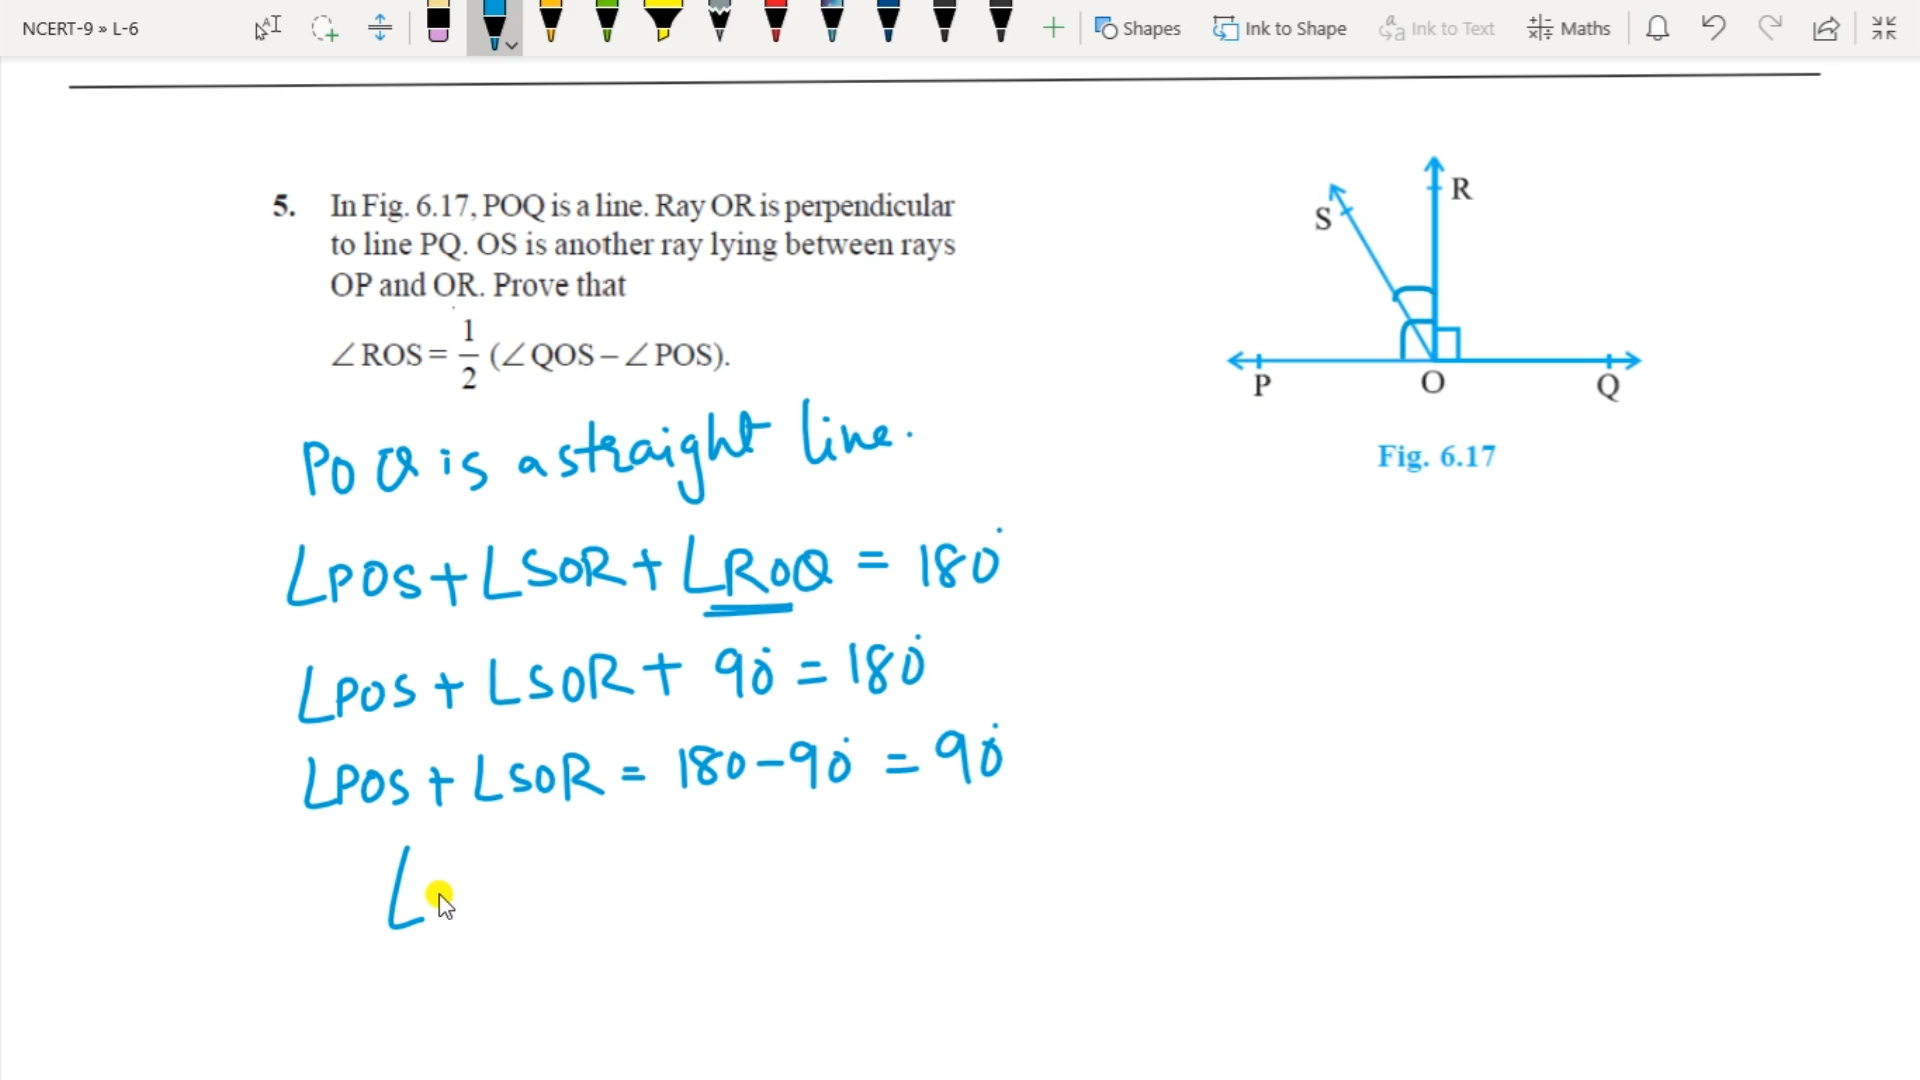 NCERT-9 » L-6
Shapes
Ink to Shape
Ink to Text
Maths
5. In Fig. 6.17, POQ is a line. Ray OR is perpendicular
to line PQ. OS is another ray lying between rays
OP and OR. Prove that
∠ROS = 1/2 (∠QOS – ∠POS).
S
R
P
O
Q
Fig. 6.17
POQ is a straight line.
∠POS + ∠SOR + ∠ROQ = 180°
∠POS + ∠SOR + 90° = 180°
∠POS + ∠SOR = 180 - 90° = 90°
∠